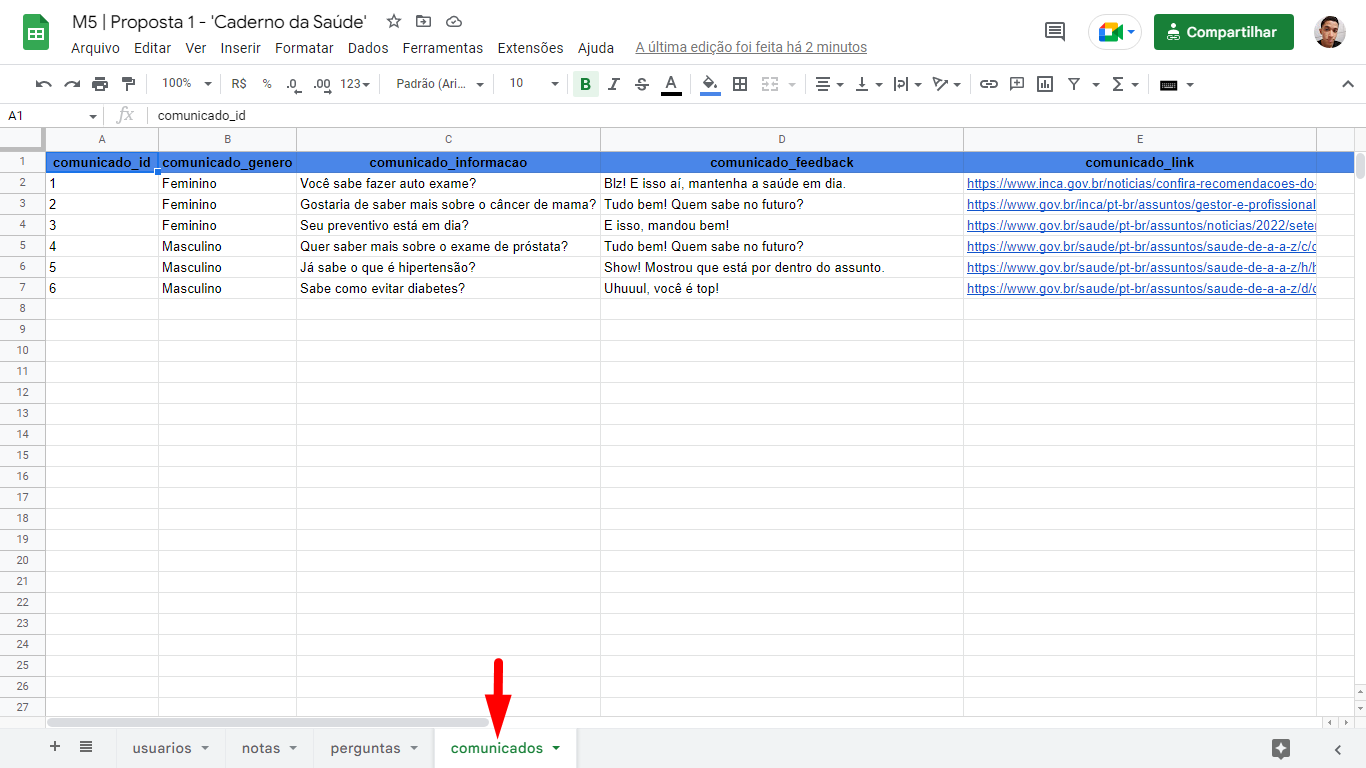 M5 | Proposta 1 - 'Caderno da Saúde'
Arquivo Editar Ver Inserir Formatar Dados Ferramentas Extensões Ajuda A última edição foi feita há 2 minutos
Compartilhar
100% R$ % .0 .00 123 Padrão (Ari... 10 B I S A
A1 fx comunicado_id
A B C D E
1 comunicado_id comunicado_genero comunicado_informacao comunicado_feedback comunicado_link
2 1 Feminino Você sabe fazer auto exame? Blz! E isso aí, mantenha a saúde em dia. https://www.inca.gov.br/noticias/confira-recomendacoes-do-
3 2 Feminino Gostaria de saber mais sobre o câncer de mama? Tudo bem! Quem sabe no futuro? https://www.gov.br/inca/pt-br/assuntos/gestor-e-profissional
4 3 Feminino Seu preventivo está em dia? E isso, mandou bem! https://www.gov.br/saude/pt-br/assuntos/noticias/2022/sete
5 4 Masculino Quer saber mais sobre o exame de próstata? Tudo bem! Quem sabe no futuro? https://www.gov.br/saude/pt-br/assuntos/saude-de-a-a-z/c/
6 5 Masculino Já sabe o que é hipertensão? Show! Mostrou que está por dentro do assunto. https://www.gov.br/saude/pt-br/assuntos/saude-de-a-a-z/h/
7 6 Masculino Sabe como evitar diabetes? Uhuuul, você é top! https://www.gov.br/saude/pt-br/assuntos/saude-de-a-a-z/d/
8
9
10
11
12
13
14
15
16
17
18
19
20
21
22
23
24
25
26
27
usuarios notas perguntas comunicados